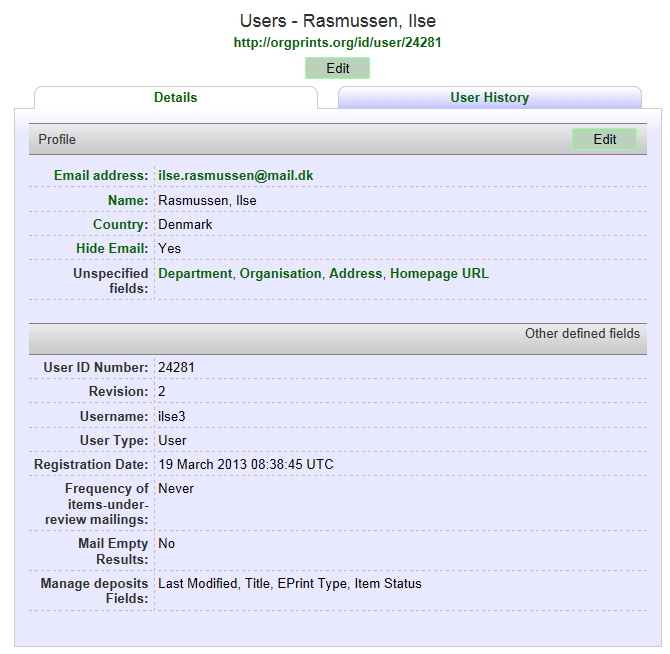 Users - Rasmussen, Ilse
http://orgprints.org/id/user/24281
Edit
Details
User History
Profile
Edit
Email address: ilse.rasmussen@mail.dk
Name: Rasmussen, Ilse
Country: Denmark
Hide Email: Yes
Unspecified fields: Department, Organisation, Address, Homepage URL
Other defined fields
User ID Number: 24281
Revision: 2
Username: ilse3
User Type: User
Registration Date: 19 March 2013 08:38:45 UTC
Frequency of Never
items-under-
review mailings:
Mail Empty No
Results:
Manage deposits Last Modified, Title, EPrint Type, Item Status
Fields: